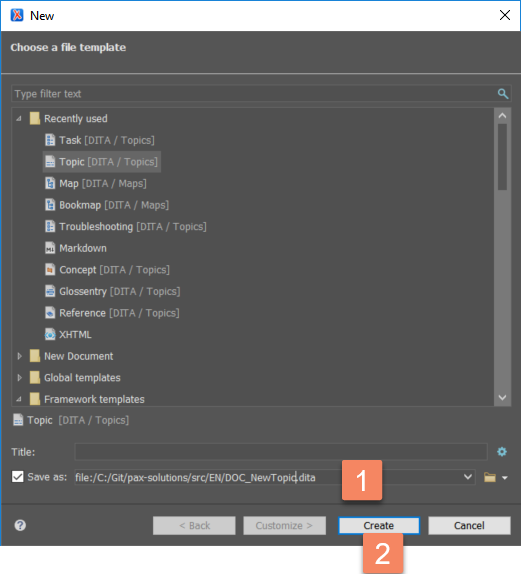 New
Choose a file template
Type filter text
Recently used
Task [DITA / Topics]
Topic [DITA / Topics]
Map [DITA / Maps]
Bookmap [DITA / Maps]
Troubleshooting [DITA / Topics]
Markdown
Concept [DITA / Topics]
Glossentry [DITA / Topics]
Reference [DITA / Topics]
XHTML
New Document
Global templates
Framework templates
Topic [DITA / Topics]
Title:
Save as: file:/C:/Git/pax-solutions/src/EN/DOC_NewTopic.dita
1
< Back Customize > Create Cancel
2